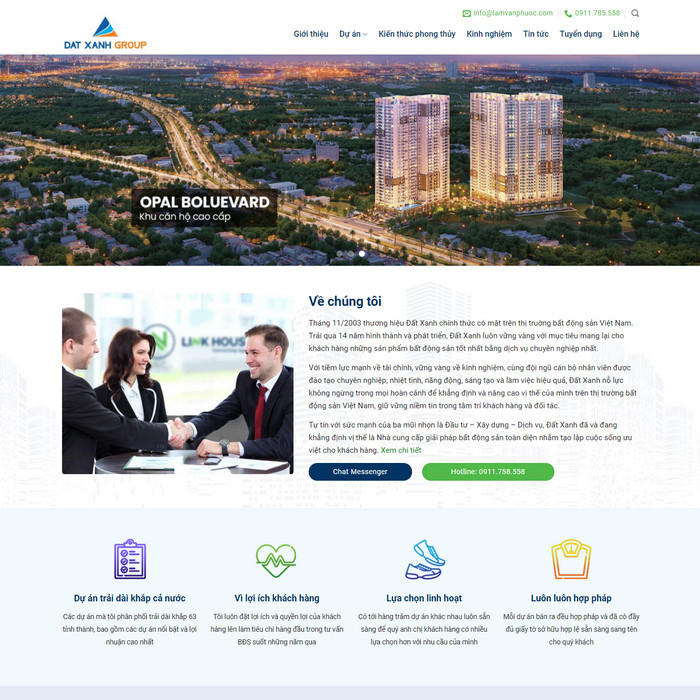 info@lamvanphuoc.com
0911.785.558
DAT XANH GROUP
Giới thiệu
Dự án
Kiến thức phong thủy
Kinh nghiệm
Tin tức
Tuyển dụng
Liên hệ
OPAL BOLUEVARD
Khu căn hộ cao cấp
LINK HOUS
Về chúng tôi
Tháng 11/2003 thương hiệu Đất Xanh chính thức có mặt trên thị trường bất động sản Việt Nam.
Trải qua 14 năm hình thành và phát triển, Đất Xanh luôn vững vàng với mục tiêu mang lại cho
khách hàng những sản phẩm bất động sản tốt nhất bằng dịch vụ chuyên nghiệp nhất.
Với tiềm lực mạnh về tài chính, vững vàng về kinh nghiệm, cùng đội ngũ cán bộ nhân viên được
đào tạo chuyên nghiệp, nhiệt tình, năng động, sáng tạo và làm việc hiệu quả, Đất Xanh nỗ lực
không ngừng trong mọi hoàn cảnh để khẳng định và nâng cao vị thế của mình trên thị trường bất
động sản Việt Nam, giữ vững niềm tin trong tâm trí khách hàng và đối tác.
Tự tin với sức mạnh của ba mũi nhọn là Đầu tư – Xây dựng – Dịch vụ, Đất Xanh đã và đang
khẳng định vị thế là Nhà cung cấp giải pháp bất động sản toàn diện nhằm tạo lập cuộc sống ưu
việt cho khách hàng. Xem chi tiết
Chat Messenger
Hotline: 0911.758.558
Dự án trải dài khắp cả nước
Các dự án mà tôi phân phối trải dài khắp 63
tỉnh thành, bao gồm các dự án nổi bật và lợi
nhuận cao nhất
Vì lợi ích khách hàng
Tôi luôn đặt lợi ích và quyền lợi của khách
hàng lên làm tiêu chí hàng đầu trong tư vấn
BĐS suốt những năm qua
Lựa chọn linh hoạt
Có tới hàng trăm dự án khác nhau luôn sẵn
sàng để quý anh chị khách hàng có nhiều
lựa chọn hơn với nhu cầu của mình
Luôn luôn hợp pháp
Mỗi dự án bán ra đều hợp pháp và đã có đầy
đủ giấy tờ sở hữu hợp lệ sẵn sàng sang tên
cho quý khách